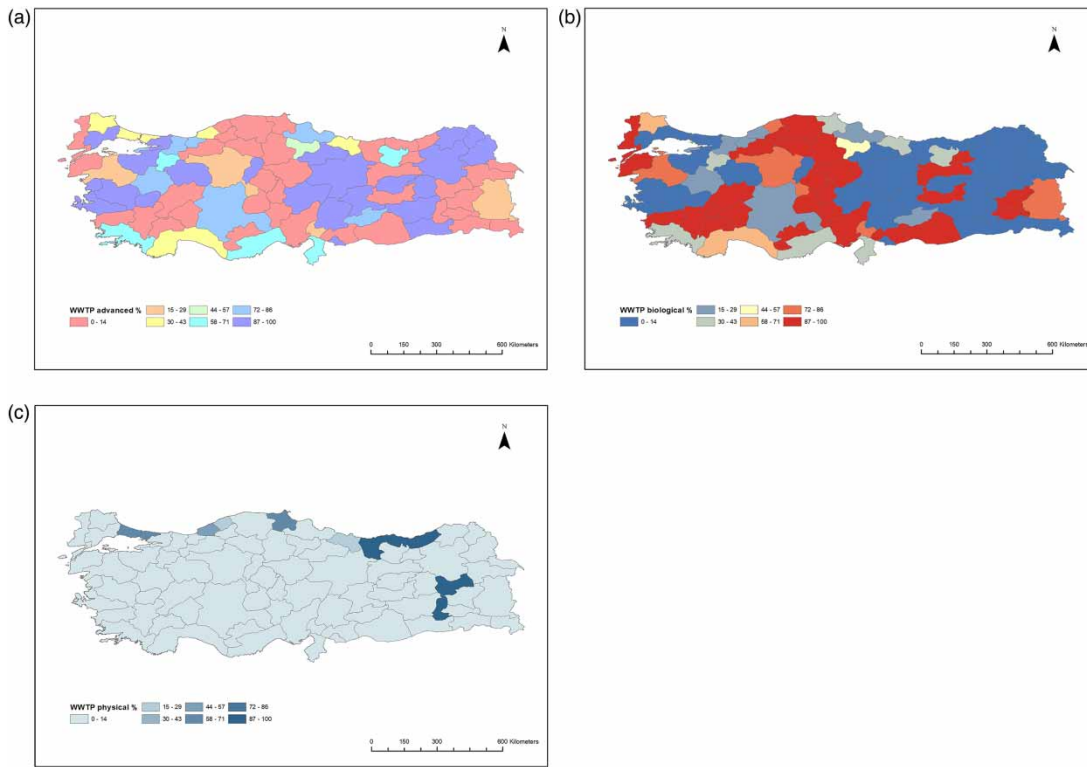 (a)
N
WWTP advanced %
0 - 14
15 - 29
30 - 43
44 - 57
58 - 71
72 - 86
87 - 100
0 150 300 600 Kilometers
(b)
N
WWTP biological %
0 - 14
15 - 29
30 - 43
44 - 57
58 - 71
72 - 86
87 - 100
0 150 300 600 Kilometers
(c)
N
WWTP physical %
0 - 14
15 - 29
30 - 43
44 - 57
58 - 71
72 - 86
87 - 100
0 150 300 600 Kilometers